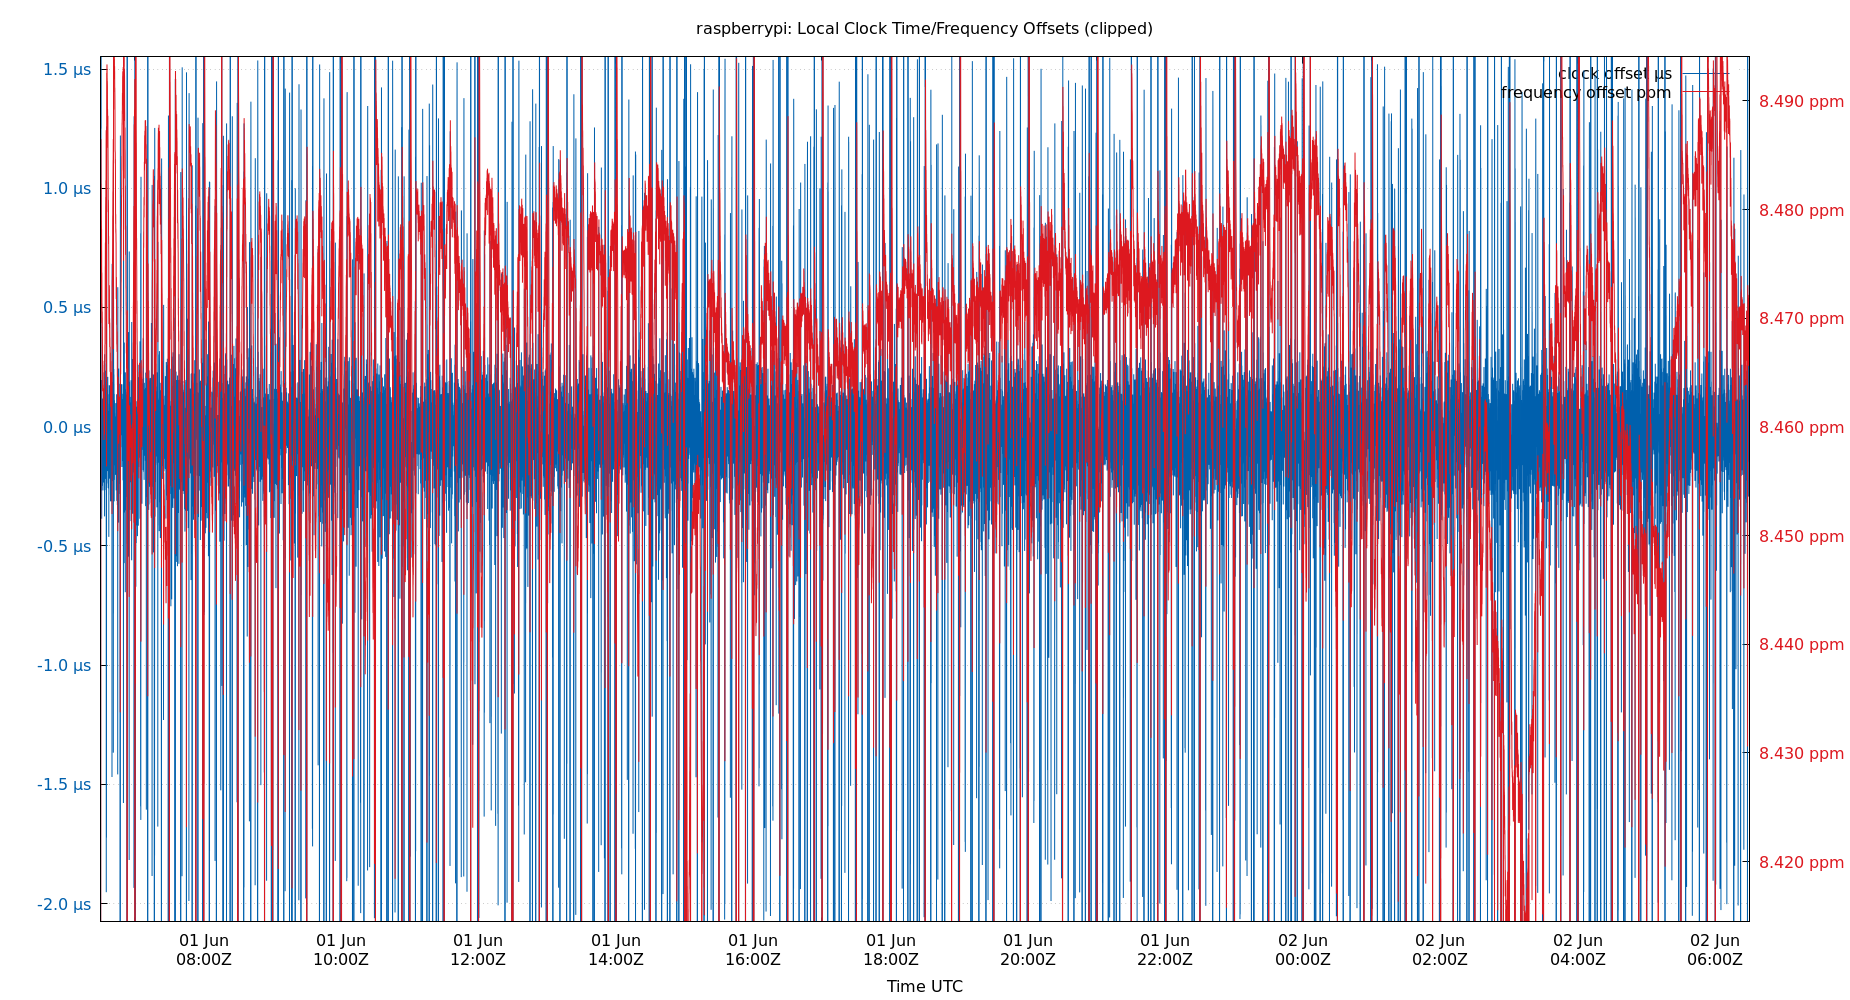 raspberrypi: Local Clock Time/Frequency Offsets (clipped)
clock offset µs
frequency offset ppm
1.5 µs
1.0 µs
0.5 µs
0.0 µs
-0.5 µs
-1.0 µs
-1.5 µs
-2.0 µs
8.490 ppm
8.480 ppm
8.470 ppm
8.460 ppm
8.450 ppm
8.440 ppm
8.430 ppm
8.420 ppm
01 Jun 01 Jun 01 Jun 01 Jun 01 Jun 01 Jun 01 Jun 01 Jun 02 Jun 02 Jun 02 Jun 02 Jun
08:00Z 10:00Z 12:00Z 14:00Z 16:00Z 18:00Z 20:00Z 22:00Z 00:00Z 02:00Z 04:00Z 06:00Z
Time UTC